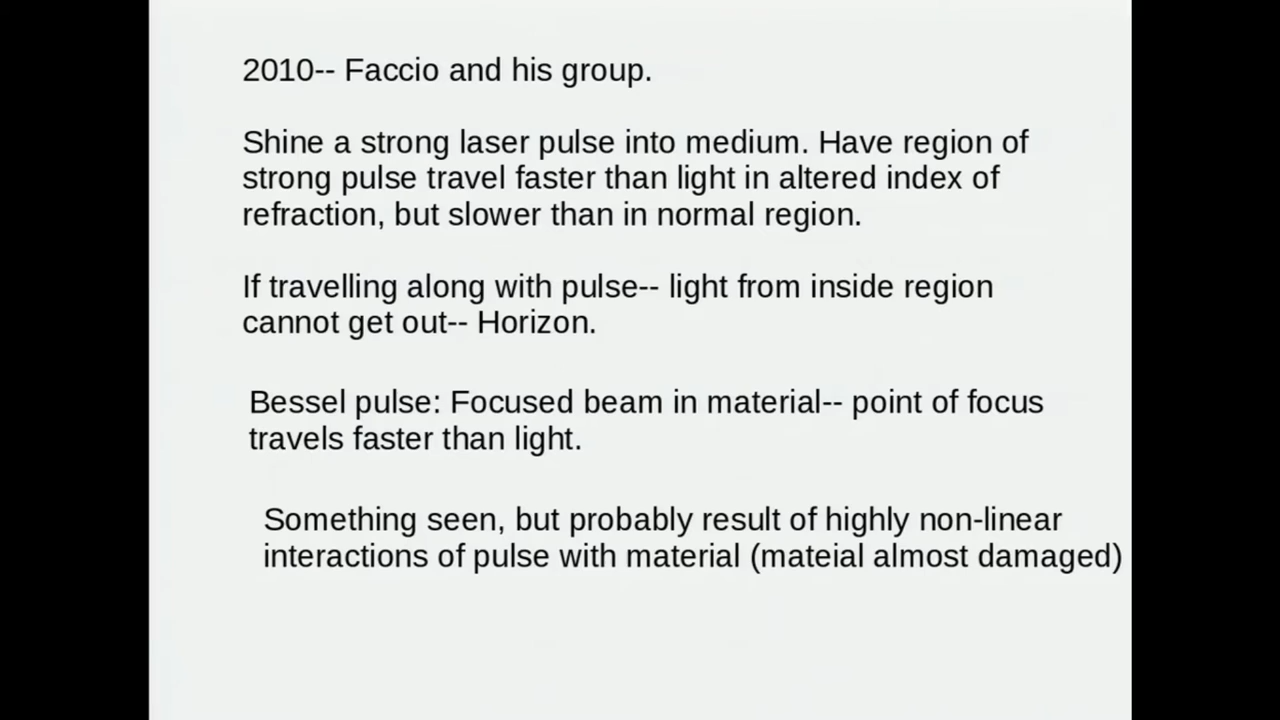 2010-- Faccio and his group.
Shine a strong laser pulse into medium. Have region of
strong pulse travel faster than light in altered index of
refraction, but slower than in normal region.
If travelling along with pulse-- light from inside region
cannot get out-- Horizon.
Bessel pulse: Focused beam in material-- point of focus
travels faster than light.
Something seen, but probably result of highly non-linear
interactions of pulse with material (mateial almost damaged)